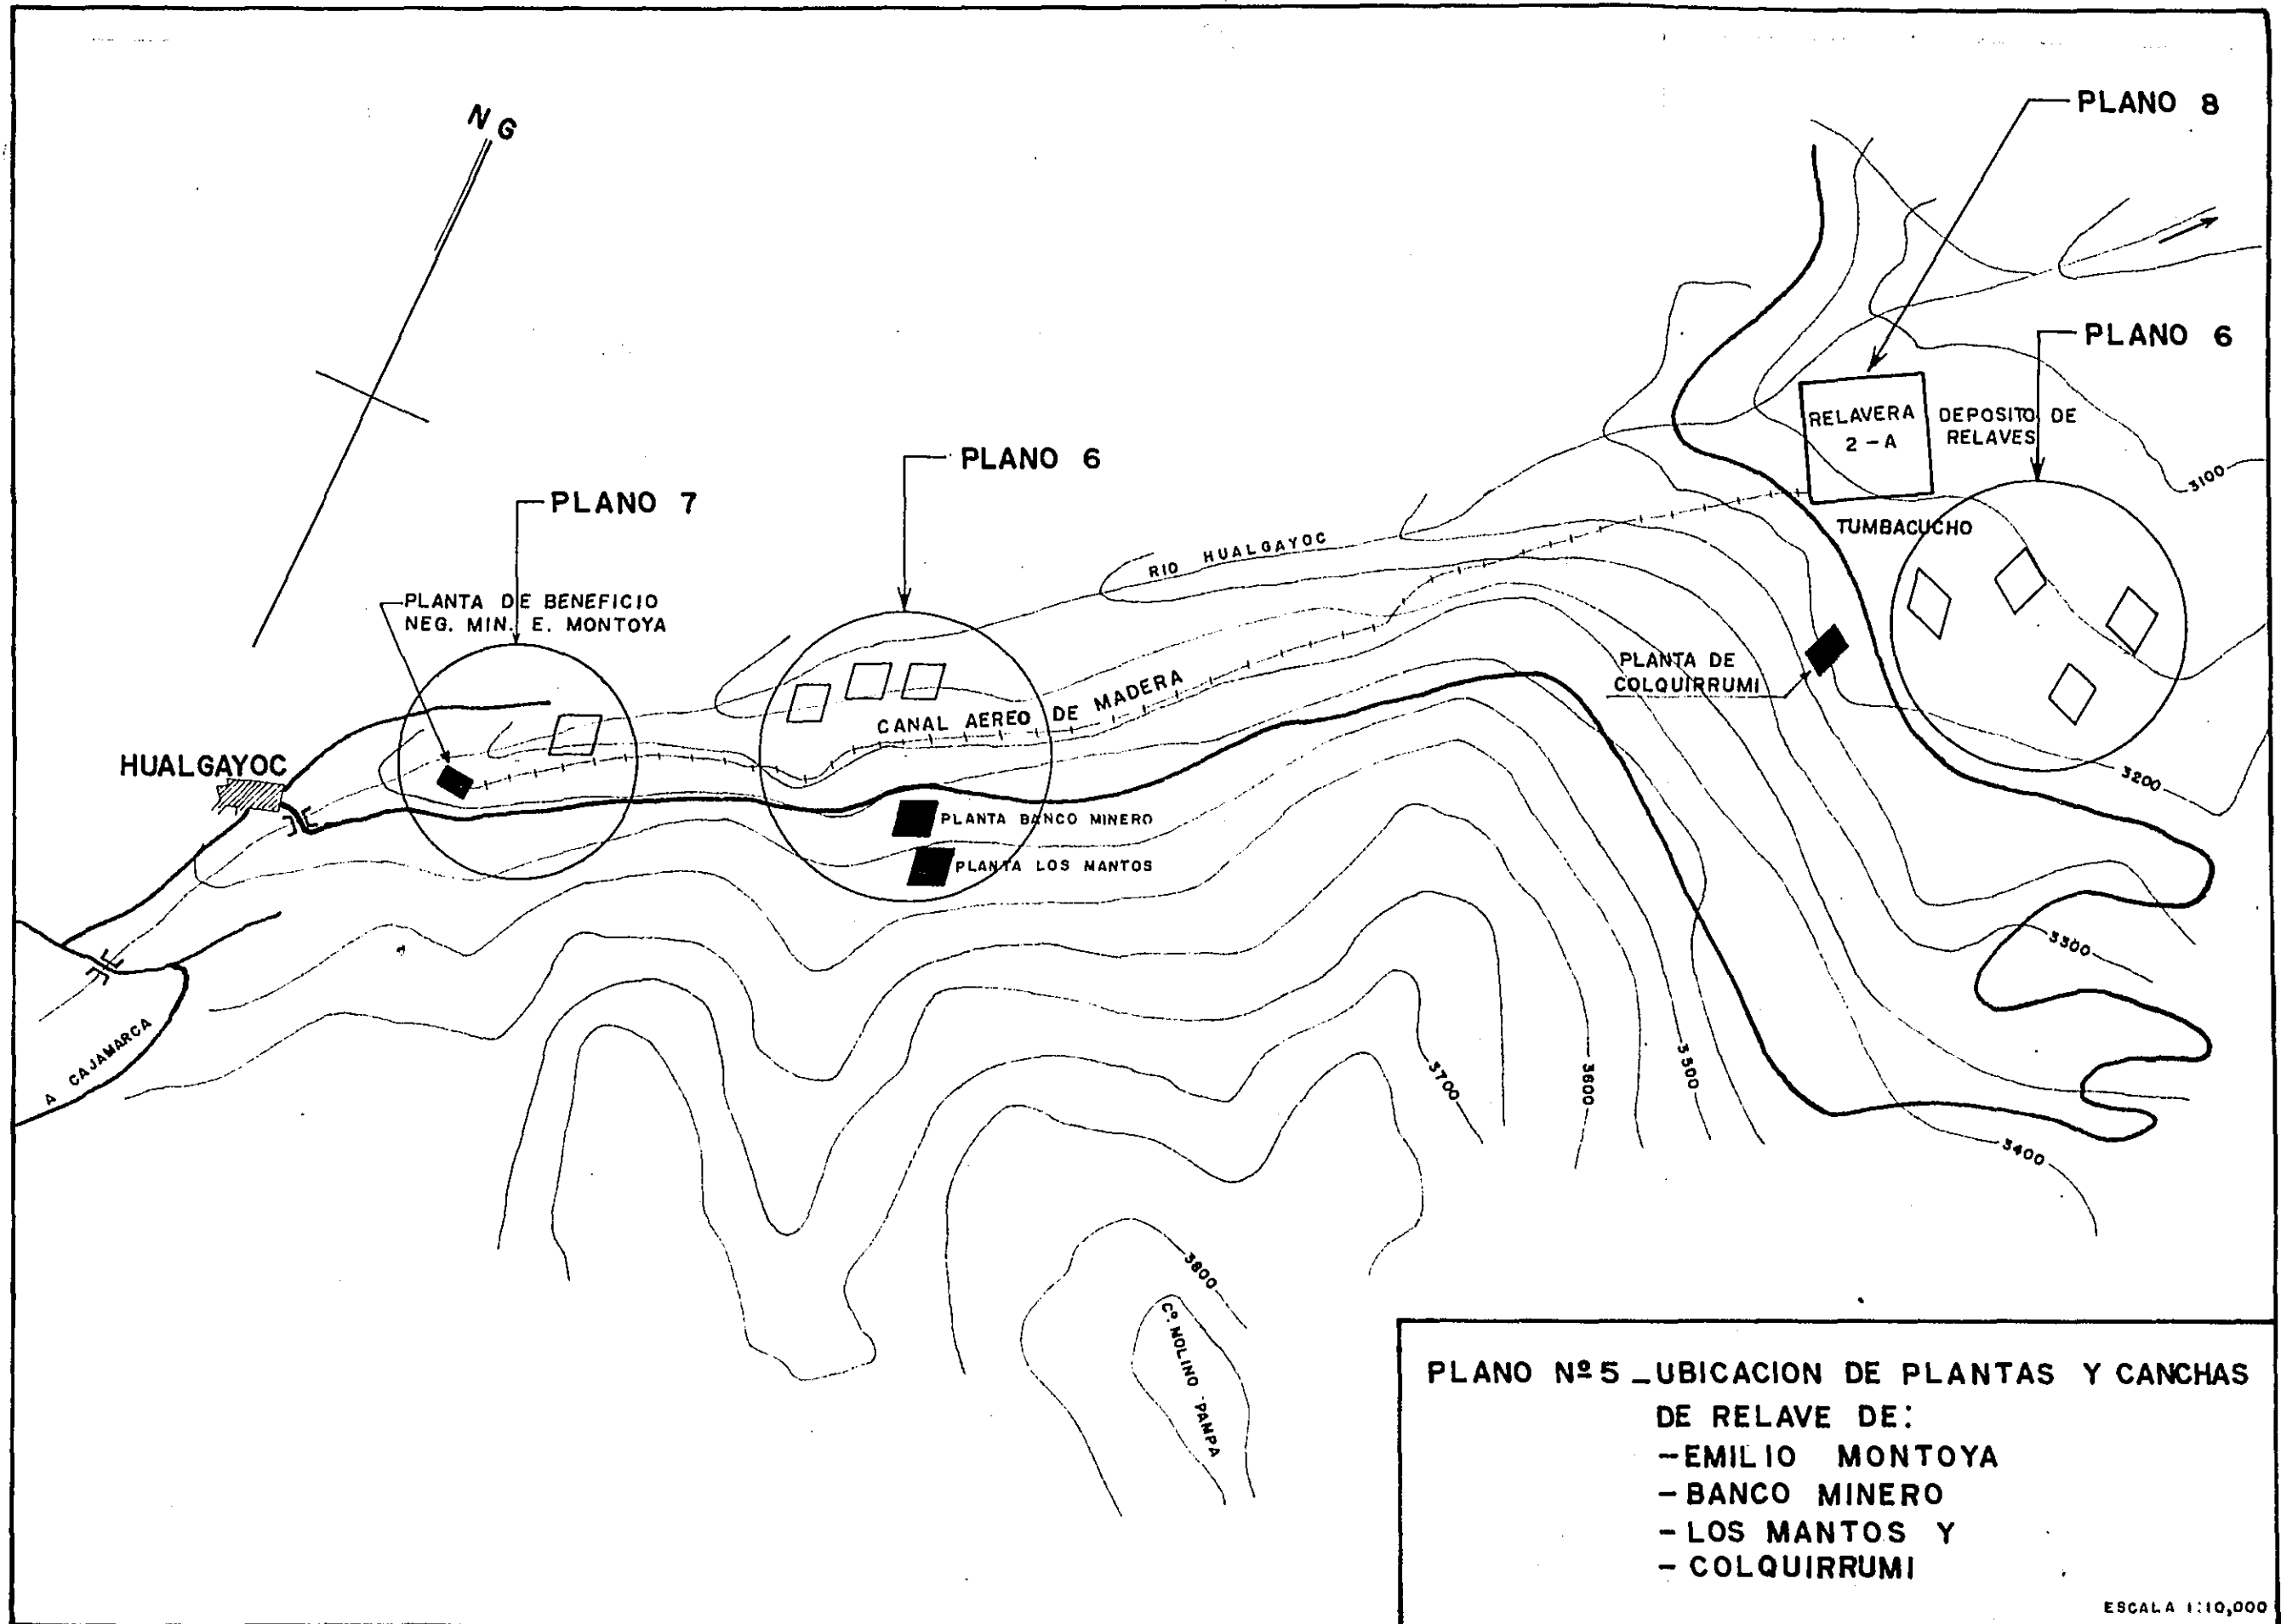 N G
PLANO 8
PLANO 6
RELAVERA
2 - A
DEPOSITO DE
RELAVES
PLANO 6
PLANO 7
3100
TUMBACUCHO
RIO HUALGAYOC
PLANTA DE BENEFICIO
NEG. MIN. E. MONTOYA
PLANTA DE
COLQUIRRUMI
CANAL AEREO DE MADERA
HUALGAYOC
3200
PLANTA BANCO MINERO
PLANTA LOS MANTOS
3300
A CAJAMARCA
3700
3600
3500
3400
3800
Cº. MOLINO PAMPA
PLANO Nº 5 _ UBICACION DE PLANTAS Y CANCHAS
DE RELAVE DE:
- EMILIO MONTOYA
- BANCO MINERO
- LOS MANTOS Y
- COLQUIRRUMI
ESCALA 1:10,000